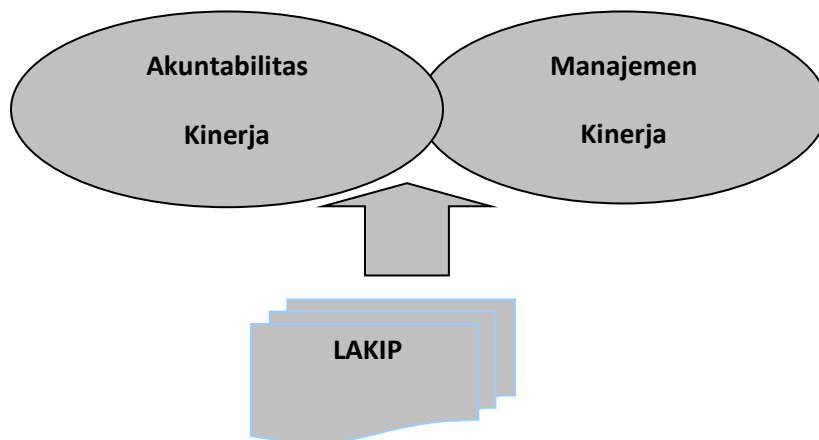 Akuntabilitas
Kinerja
Manajemen
Kinerja
LAKIP